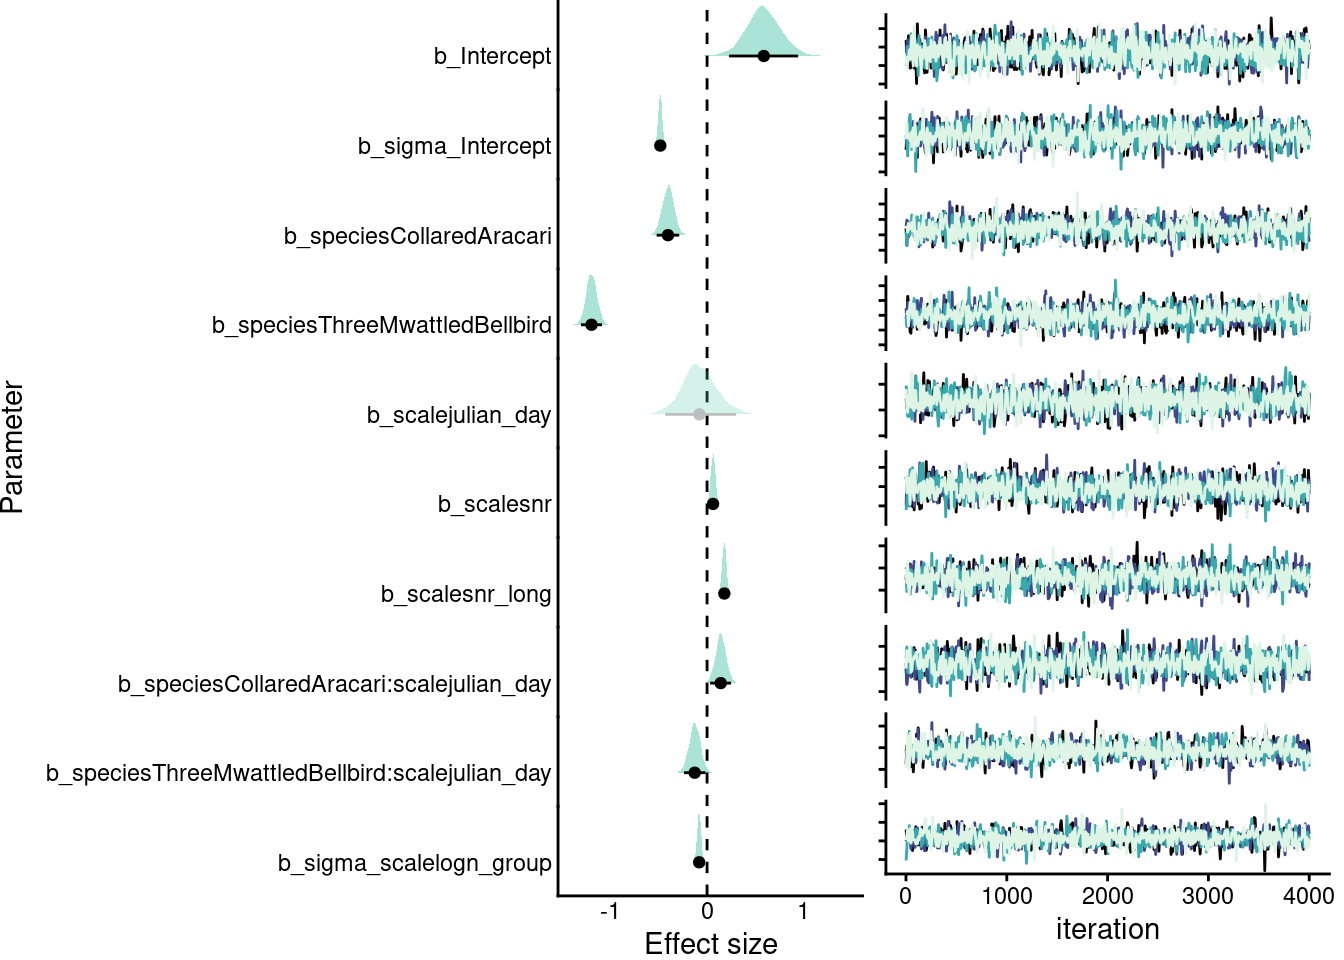 Parameter
b_Intercept
b_sigma_Intercept
b_speciesCollaredAracari
b_speciesThreeMwattledBellbird
b_scalejulian_day
b_scalesnr
b_scalesnr_long
b_speciesCollaredAracari:scalejulian_day
b_speciesThreeMwattledBellbird:scalejulian_day
b_sigma_scalelogn_group
-1 0 1
Effect size
0 1000 2000 3000 4000
iteration